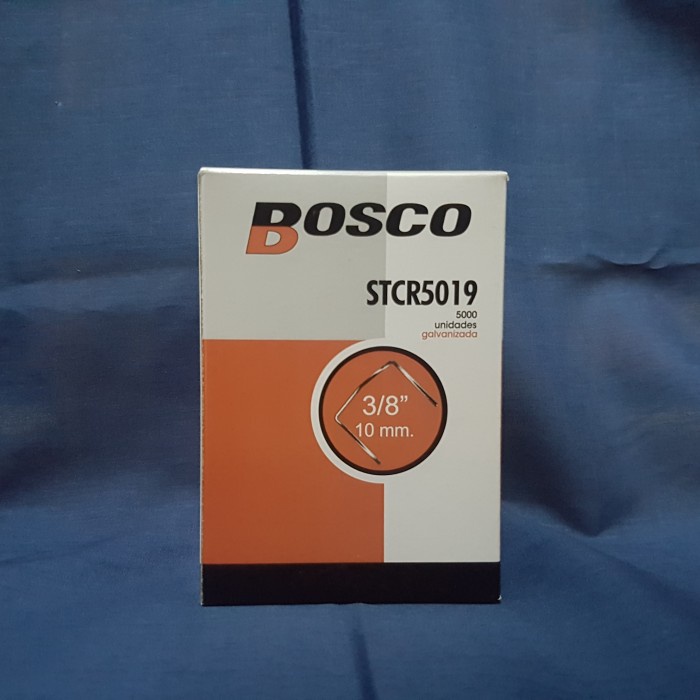 BOSCO
STCR5019
5000
unidades
galvanizada
3/8"
10 mm.